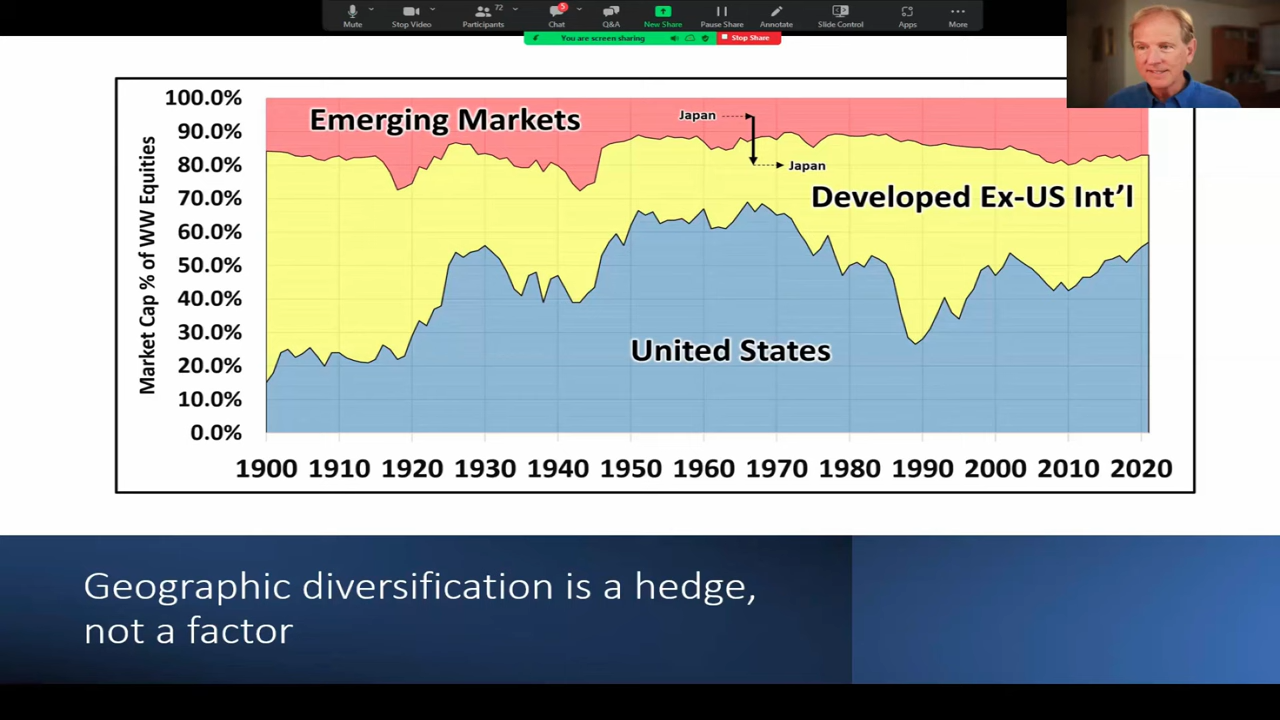 72
5
Mute
Stop Video
Participants
Chat
Q&A
New Share
Pause Share
Annotate
Slide Control
Apps
More
You are screen sharing
Stop Share
Market Cap % of WW Equities
100.0%
90.0%
80.0%
70.0%
60.0%
50.0%
40.0%
30.0%
20.0%
10.0%
0.0%
Emerging Markets
Japan
Japan
Developed Ex-US Int’l
United States
1900 1910 1920 1930 1940 1950 1960 1970 1980 1990 2000 2010 2020
Geographic diversification is a hedge,
not a factor